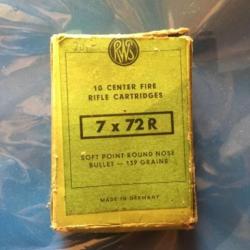 RWS
10 CENTER FIRE
RIFLE CARTRIDGES
7 x 72 R
SOFT POINT ROUND NOSE
BULLET — 139 GRAINS
MADE IN GERMANY